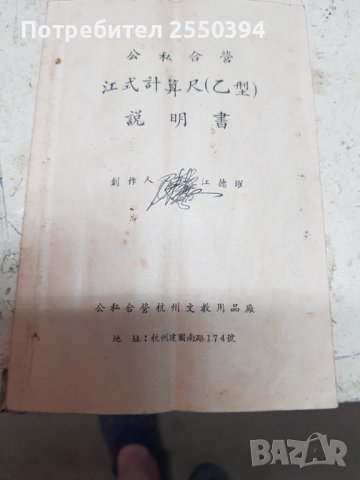 Потребител 2550394
公私合營
江式計算尺(乙型)
說明書
創作人 江德
公私合营杭州文教用品廠
地址：杭州建國南路174號
BAZAR